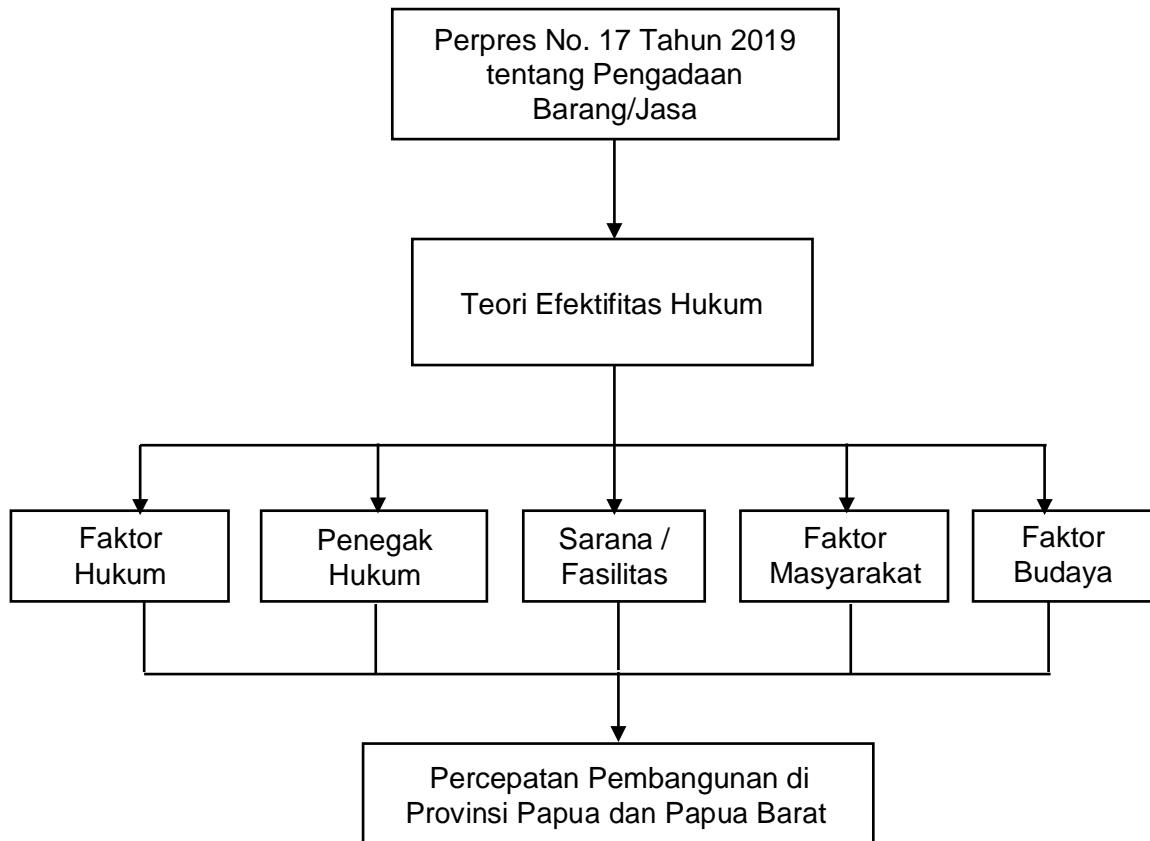 Perpres No. 17 Tahun 2019
tentang Pengadaan
Barang/Jasa
Teori Efektifitas Hukum
Faktor
Hukum
Penegak
Hukum
Sarana /
Fasilitas
Faktor
Masyarakat
Faktor
Budaya
Percepatan Pembangunan di
Provinsi Papua dan Papua Barat